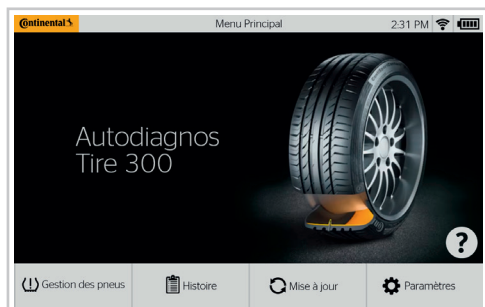 Continental
Menu Principal
2:31 PM
Autodiagnos
Tire 300
?
Gestion des pneus
Histoire
Mise à jour
Paramètres